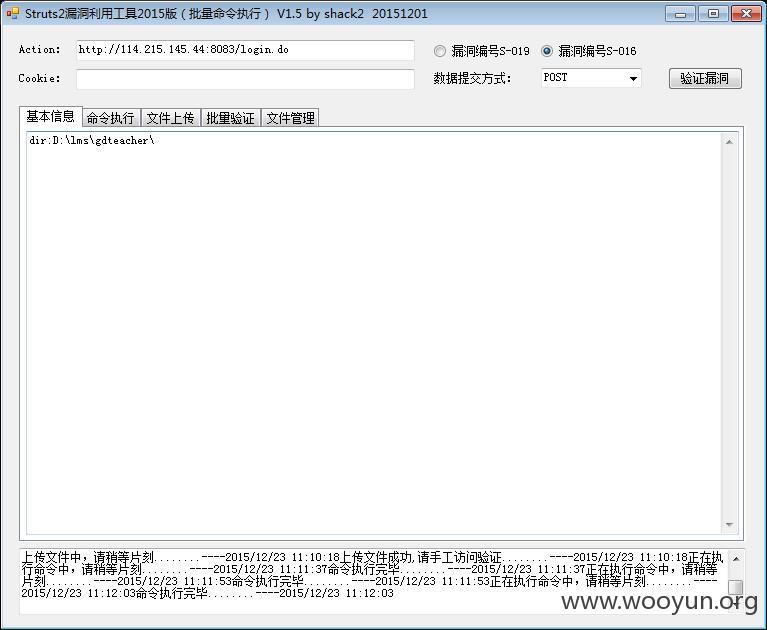 Struts2漏洞利用工具2015版（批量命令执行） V1.5 by shack2 20151201
Action: http://114.215.145.44:8083/login.do 漏洞编号S-019 漏洞编号S-016
Cookie: 数据提交方式: POST 验证漏洞
基本信息 命令执行 文件上传 批量验证 文件管理
dir:D:\lms\gdteacher\
上传文件中，请稍等片刻........----2015/12/23 11:10:18上传文件成功,请手工访问验证........----2015/12/23 11:10:18正在执
行命令中，请稍等片刻........----2015/12/23 11:11:37命令执行完毕........----2015/12/23 11:11:37正在执行命令中，请稍等
片刻........----2015/12/23 11:11:53命令执行完毕........----2015/12/23 11:11:53正在执行命令中，请稍等片刻........----
2015/12/23 11:12:03命令执行完毕........----2015/12/23 11:12:03
www.wooyun.org